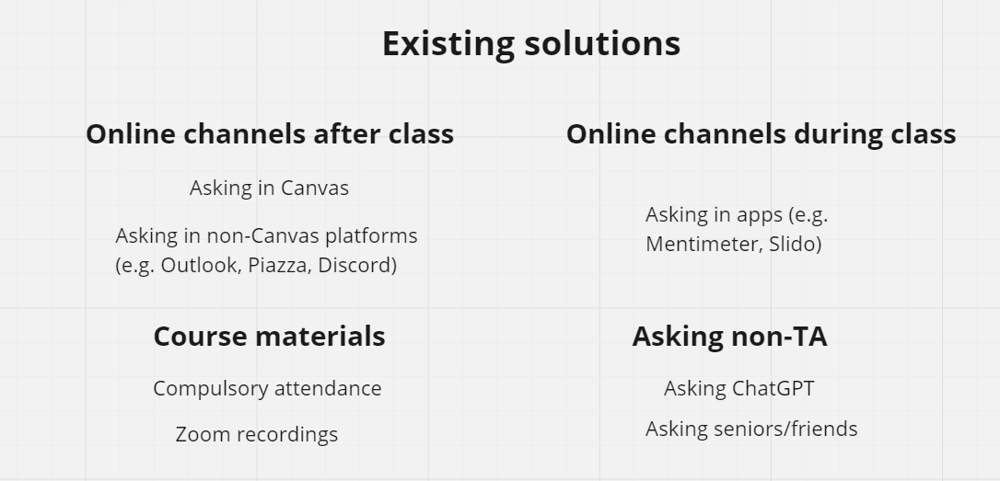 Existing solutions
Online channels after class
Asking in Canvas
Asking in non-Canvas platforms
(e.g. Outlook, Piazza, Discord)
Online channels during class
Asking in apps (e.g.
Mentimeter, Slido)
Course materials
Compulsory attendance
Zoom recordings
Asking non-TA
Asking ChatGPT
Asking seniors/friends